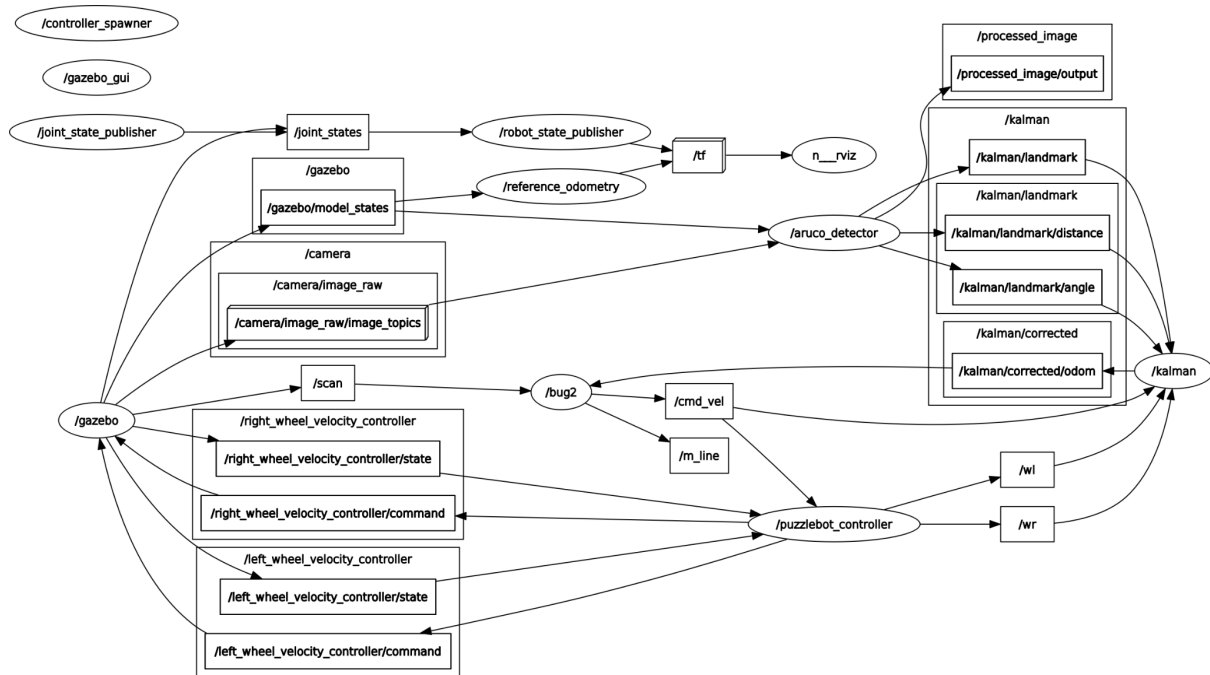 /controller_spawner
/gazebo_gui
/joint_state_publisher
/joint_states
/robot_state_publisher
/tf
n___rviz
/reference_odometry
/gazebo
/gazebo/model_states
/camera
/camera/image_raw
/camera/image_raw/image_topics
/aruco_detector
/processed_image
/processed_image/output
/kalman
/kalman/landmark
/kalman/landmark
/kalman/landmark/distance
/kalman/landmark/angle
/kalman/corrected
/kalman/corrected/odom
/kalman
/gazebo
/scan
/bug2
/cmd_vel
/m_line
/right_wheel_velocity_controller
/right_wheel_velocity_controller/state
/right_wheel_velocity_controller/command
/left_wheel_velocity_controller
/left_wheel_velocity_controller/state
/left_wheel_velocity_controller/command
/puzzlebot_controller
/wl
/wr